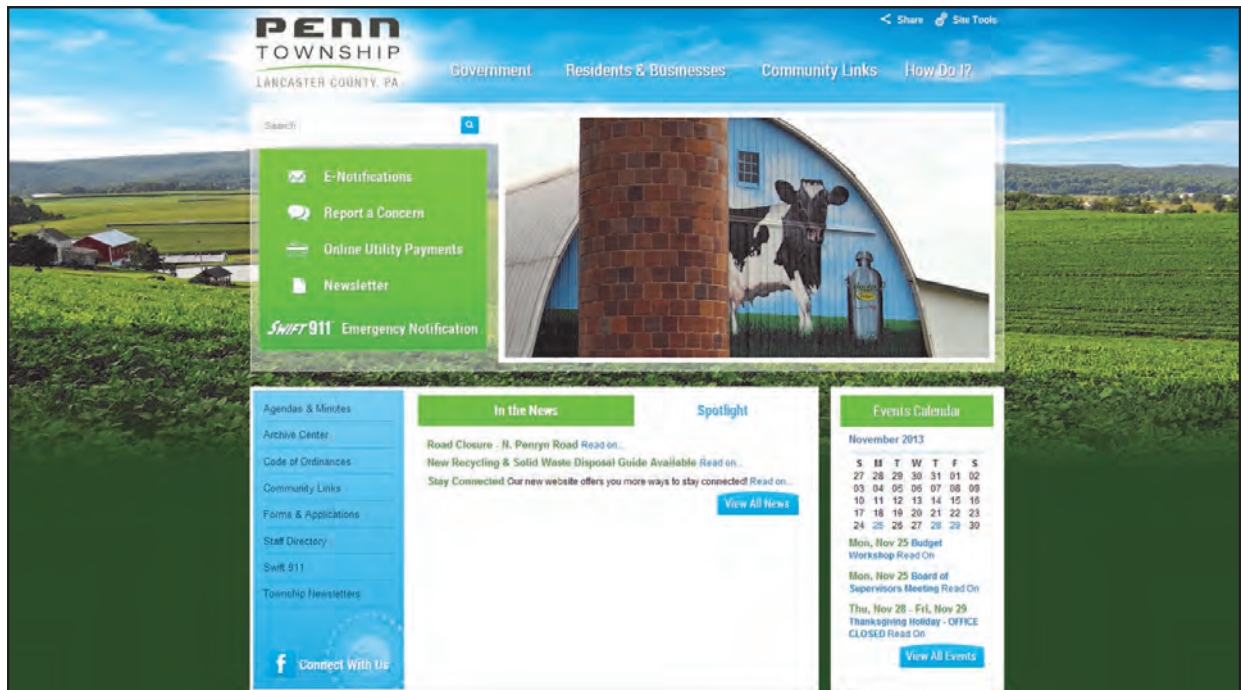 Share Site Tools
PENN
TOWNSHIP
LANCASTER COUNTY, PA
Government Residents & Businesses Community Links How Do I?
Search
E-Notifications
Report a Concern
Online Utility Payments
Newsletter
SWIFT911 Emergency Notification
Agendas & Minutes
Archive Center
Code of Ordinances
Community Links
Forms & Applications
Staff Directory
Swift 911
Township Newsletters
f Connect With Us
In the News Spotlight
Road Closure - N. Penryn Road Read on...
New Recycling & Solid Waste Disposal Guide Available Read on...
Stay Connected Our new website offers you more ways to stay connected! Read on...
View All News
Events Calendar
November 2013
S M T W T F S
27 28 29 30 31 01 02
03 04 05 06 07 08 09
10 11 12 13 14 15 16
17 18 19 20 21 22 23
24 25 26 27 28 29 30
Mon, Nov 25 Budget
Workshop Read On
Mon, Nov 25 Board of
Supervisors Meeting Read On
Thu, Nov 28 - Fri, Nov 29
Thanksgiving Holiday - OFFICE
CLOSED Read On
View All Events